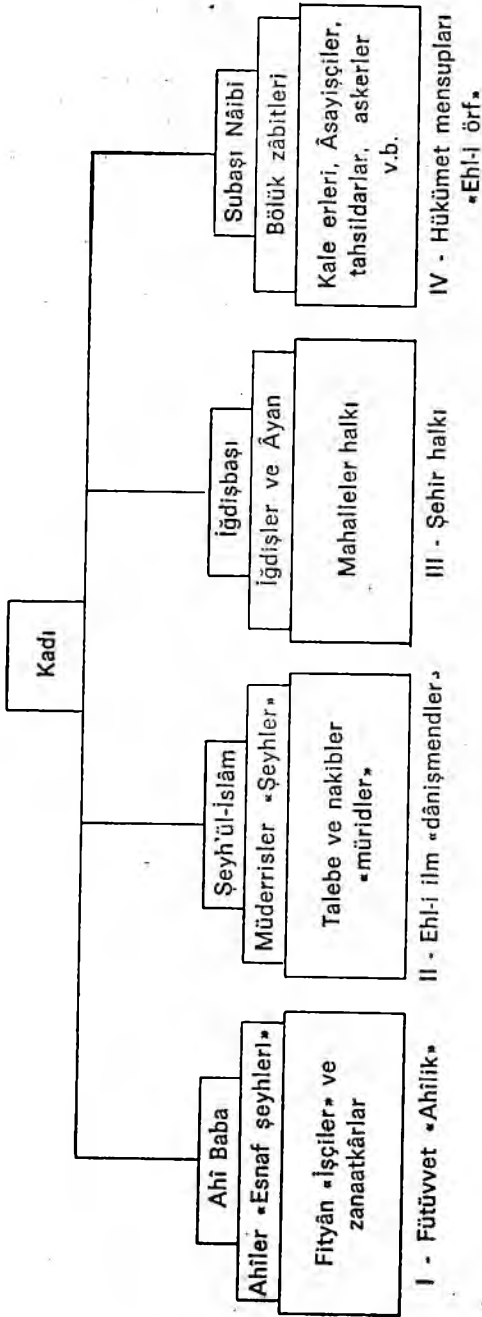 Kadı
Ahî Baba
Ahîler «Esnaf şeyhleri»
Fityân «İşçiler» ve
zanaatkârlar
I - Fütüvvet «Ahîlik»
Şeyh'ül-İslâm
Müderrisler «Şeyhler»
Talebe ve nakibler
«müridler»
II - Ehl-i ilm «dânişmendler»
İğdişbaşı
İğdişler ve Âyan
Mahalleler halkı
III - Şehir halkı
Subaşı Nâibi
Bölük zâbitleri
Kale erleri, Âsayişçiler,
tahsildarlar, askerler
v.b.
IV - Hükümet mensupları
«Ehl-i örf»